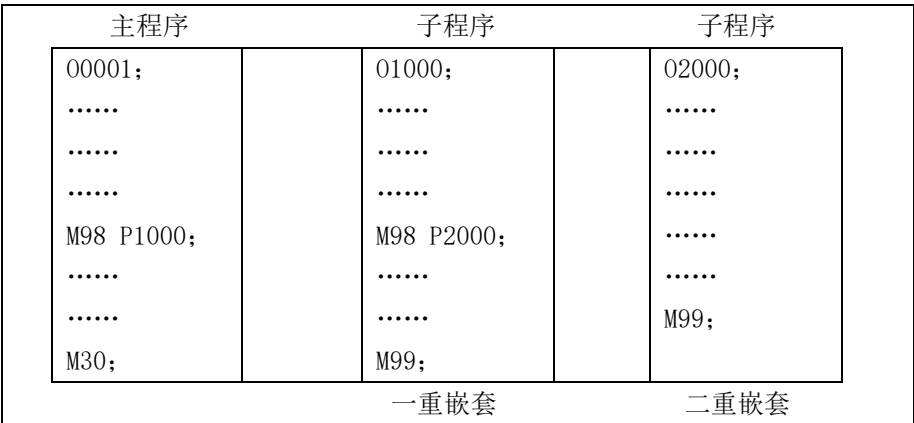 主程序 子程序 子程序
O0001; O1000; O2000;
…… …… ……
…… …… ……
…… …… ……
M98 P1000; M98 P2000; ……
…… …… ……
…… …… M99;
M30; M99;
一重嵌套 二重嵌套